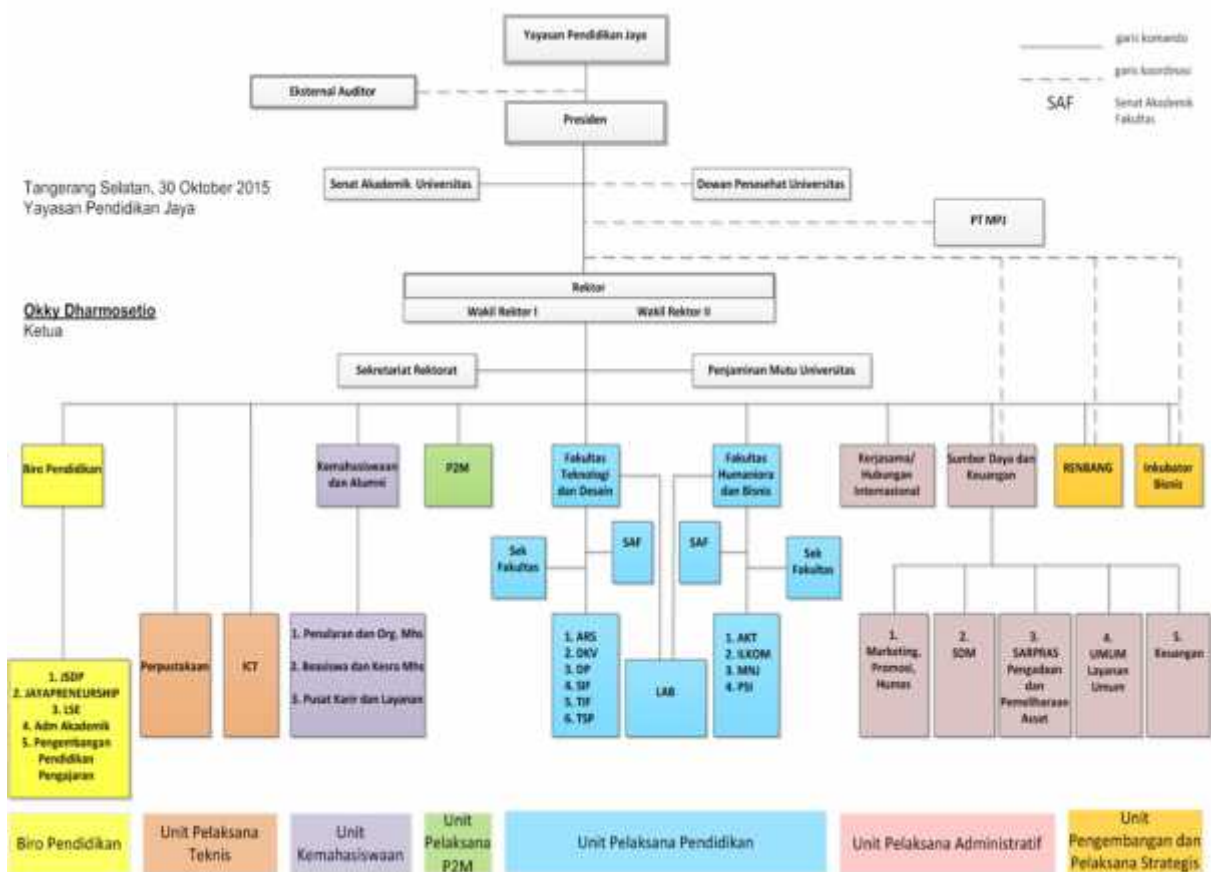 Yayasan Pendidikan Jaya
garis komando
garis koordinasi
SAF
Senat Akademik
Fakultas
Eksternal Auditor
Presiden
Tangerang Selatan, 30 Oktober 2015
Yayasan Pendidikan Jaya
Senat Akademik Universitas
Dewan Penasehat Universitas
PT MPJ
Okky Dharmosetio
Ketua
Rektor
Wakil Rektor I
Wakil Rektor II
Sekretariat Rektorat
Penjaminan Mutu Universitas
Biro Pendidikan
Kemahasiswaan
dan Alumni
P2M
Fakultas
Teknologi
dan Desain
Fakultas
Humaniora
dan Bisnis
Kerjasama/
Hubungan
Internasional
Sumber Daya dan
Keuangan
RENBANG
Inkubator
Bisnis
Sek
Fakultas
SAF
SAF
Sek
Fakultas
1. JSDP
2. JAYAPRENEURSHIP
3. LSE
4. Adm Akademik
5. Pengembangan
Pendidikan
Pengajaran
Perpustakaan
ICT
1. Penalaran dan Org. Mhs
2. Beasiswa dan Kesra Mhs
3. Pusat Karir dan Layanan
1. ARS
2. DKV
3. DP
4. SIF
5. TIF
6. TSP
LAB
1. AKT
2. ILKOM
3. MNJ
4. PSI
1.
Marketing,
Promosi,
Humas
2.
SDM
3.
SARPRAS
Pengadaan
dan
Pemeliharaan
Asset
4.
UMUM
Layanan
Umum
5.
Keuangan
Biro Pendidikan
Unit Pelaksana
Teknis
Unit
Kemahasiswaan
Unit
Pelaksana
P2M
Unit Pelaksana Pendidikan
Unit Pelaksana Administratif
Unit
Pengembangan dan
Pelaksana Strategis